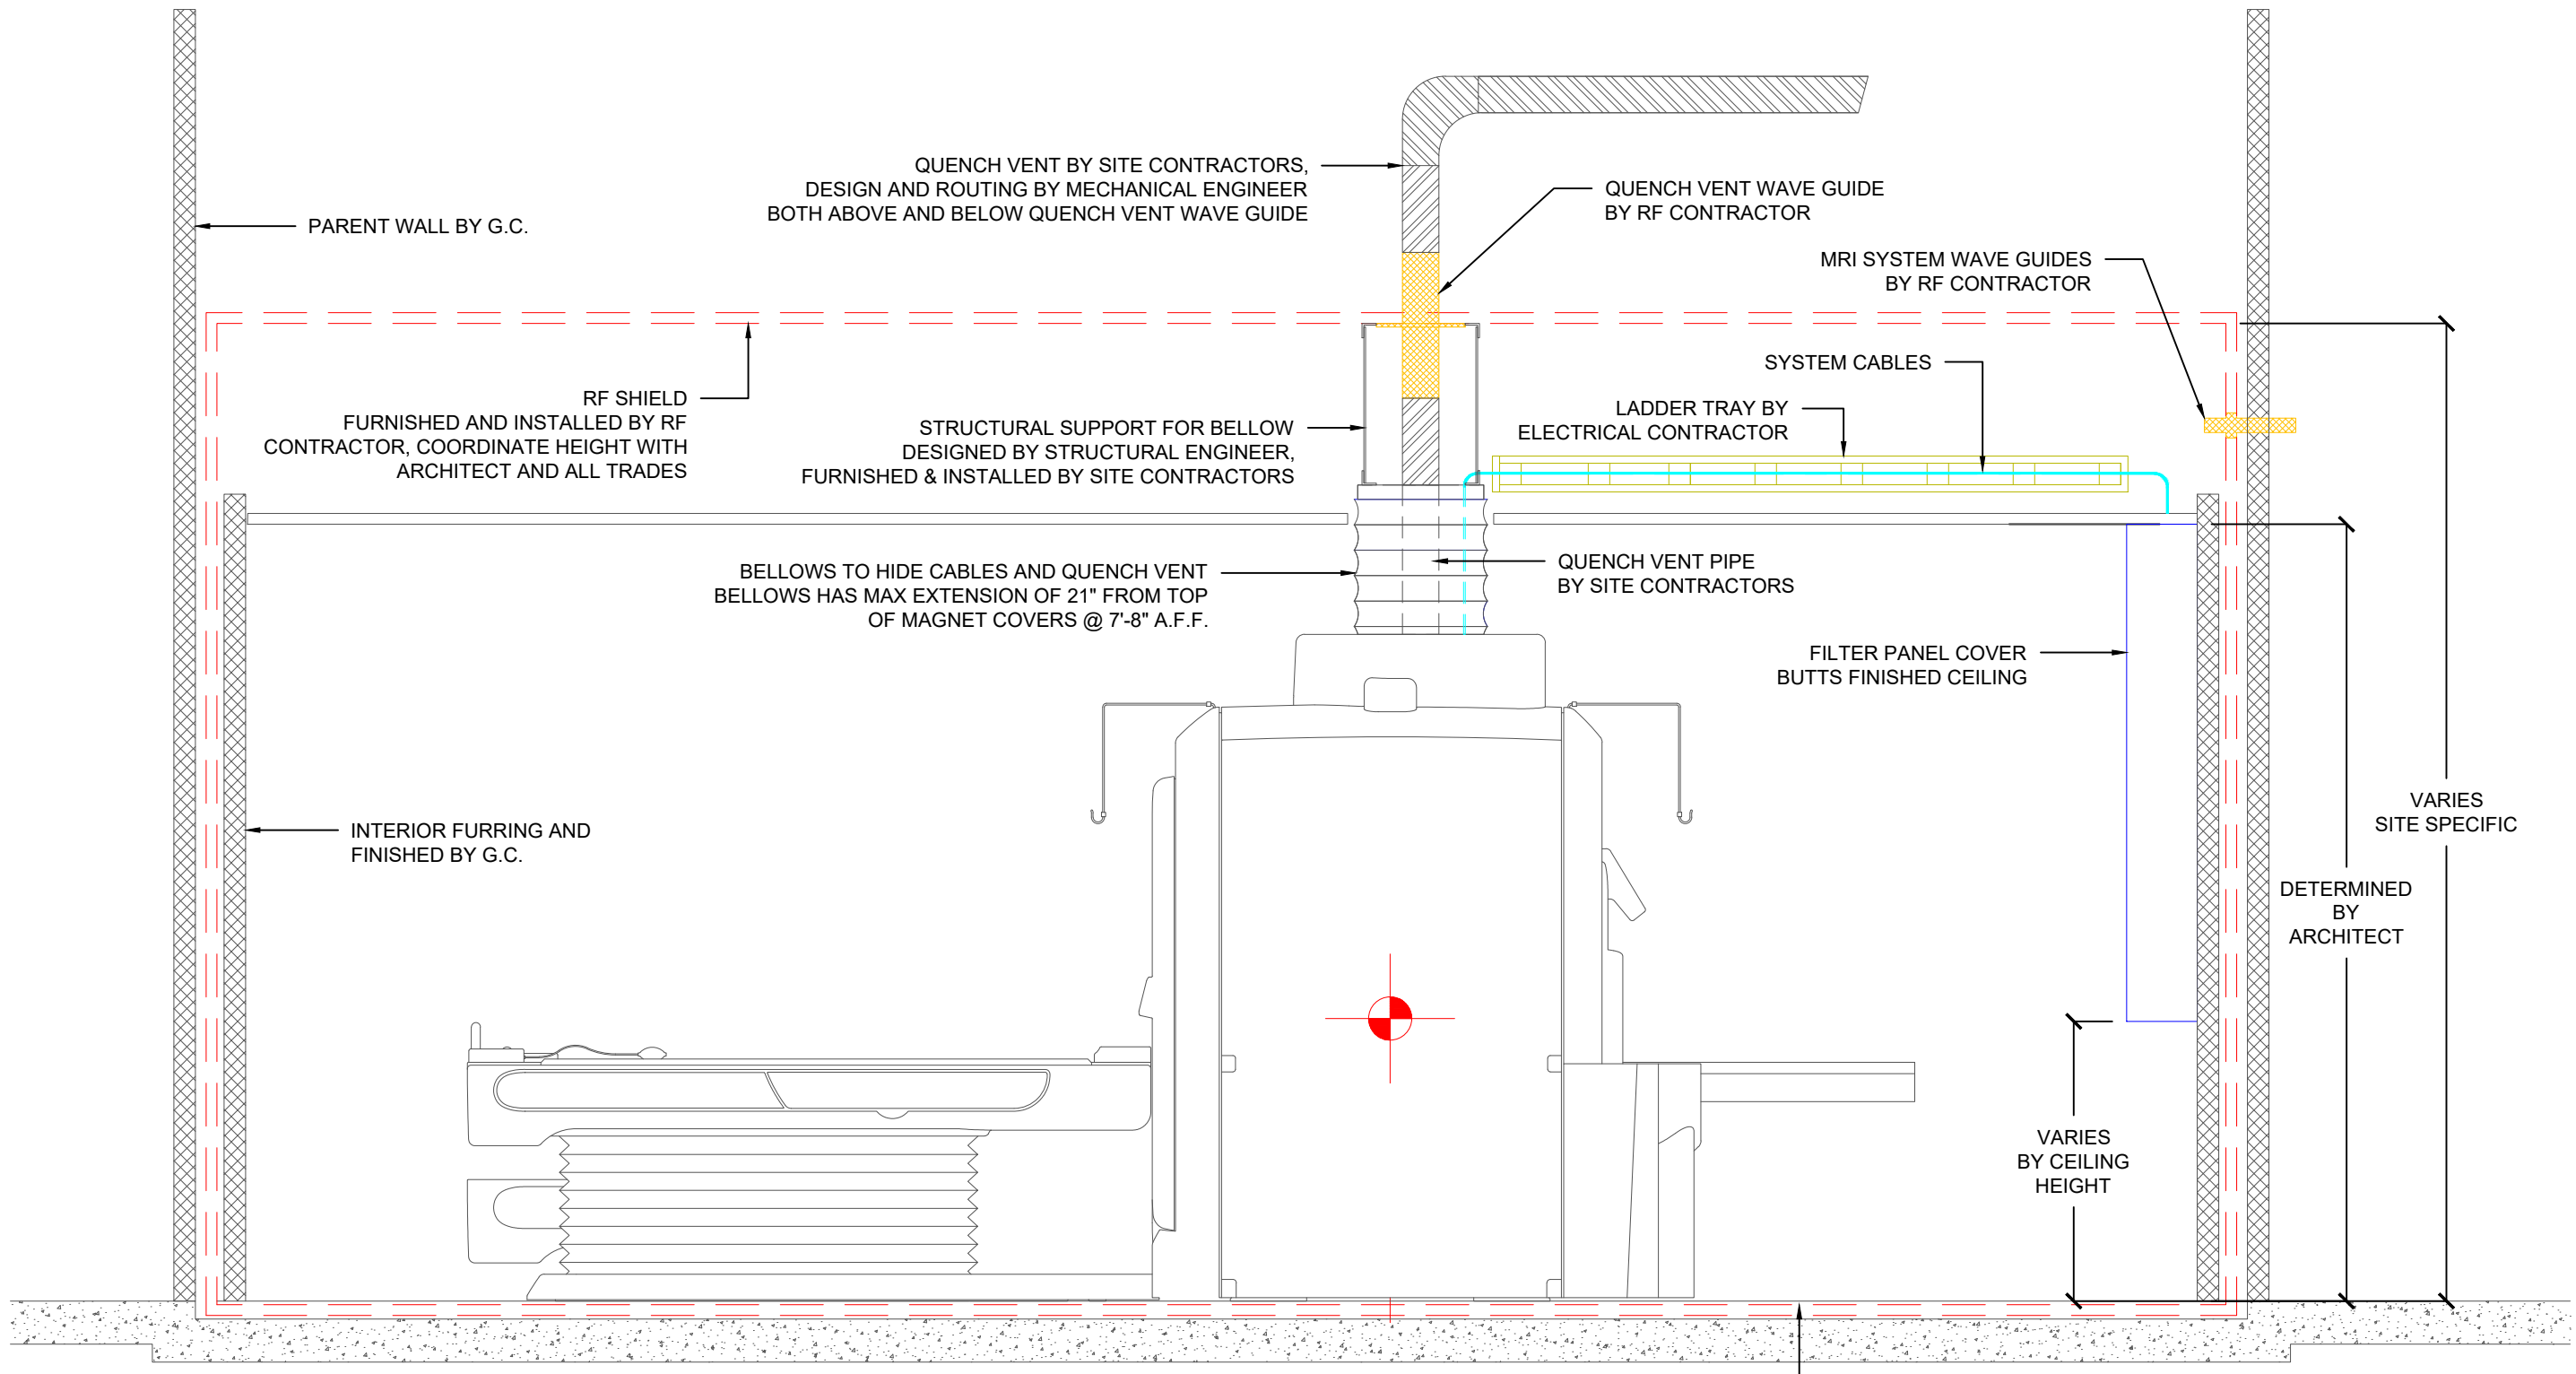 QUENCH VENT BY SITE CONTRACTORS,
DESIGN AND ROUTING BY MECHANICAL ENGINEER
BOTH ABOVE AND BELOW QUENCH VENT WAVE GUIDE
QUENCH VENT WAVE GUIDE
BY RF CONTRACTOR
PARENT WALL BY G.C.
MRI SYSTEM WAVE GUIDES
BY RF CONTRACTOR
SYSTEM CABLES
RF SHIELD
FURNISHED AND INSTALLED BY RF
CONTRACTOR, COORDINATE HEIGHT WITH
ARCHITECT AND ALL TRADES
STRUCTURAL SUPPORT FOR BELLOW
DESIGNED BY STRUCTURAL ENGINEER,
FURNISHED & INSTALLED BY SITE CONTRACTORS
LADDER TRAY BY
ELECTRICAL CONTRACTOR
BELLOWS TO HIDE CABLES AND QUENCH VENT
BELLOWS HAS MAX EXTENSION OF 21" FROM TOP
OF MAGNET COVERS @ 7'-8" A.F.F.
QUENCH VENT PIPE
BY SITE CONTRACTORS
FILTER PANEL COVER
BUTTS FINISHED CEILING
INTERIOR FURRING AND
FINISHED BY G.C.
VARIES
SITE SPECIFIC
DETERMINED
BY
ARCHITECT
VARIES
BY CEILING
HEIGHT